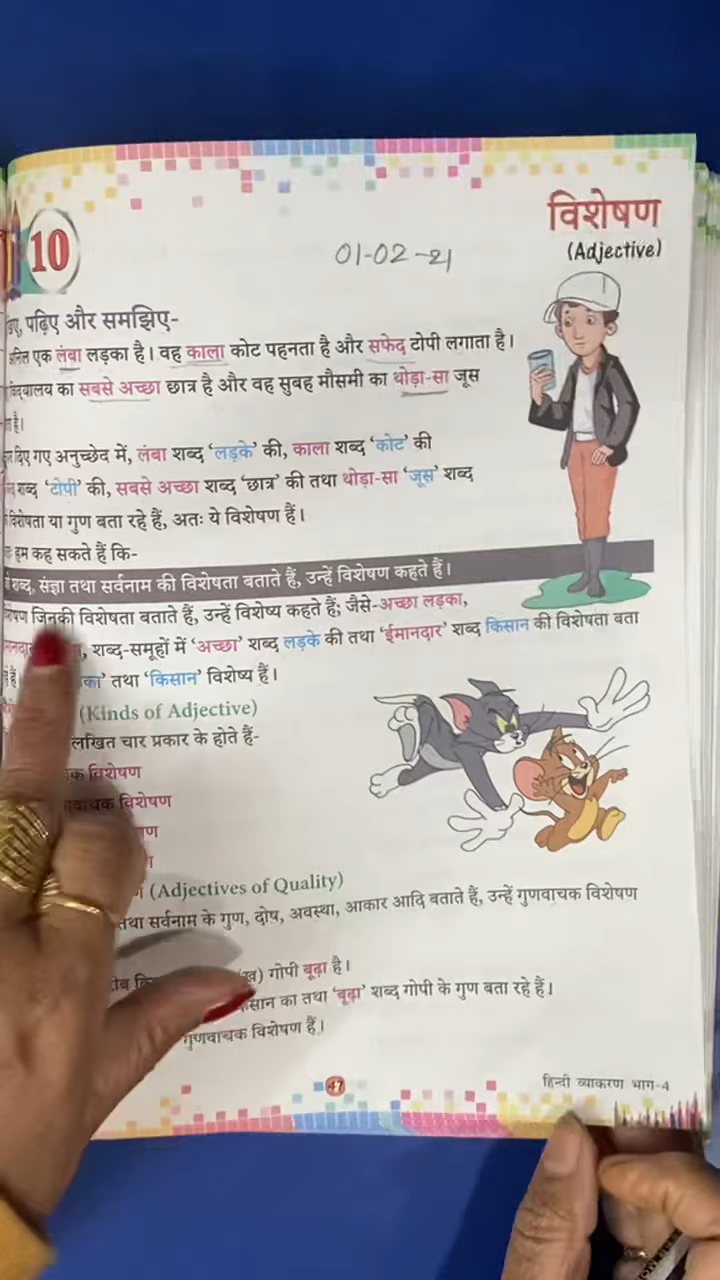 10
01-02-21
विशेषण
(Adjective)
पढ़िए और समझिए-
एक लंबा लड़का है। वह काला कोट पहनता है और सफेद टोपी लगाता है।
का सबसे अच्छा छात्र है और वह सुबह मौसमी का थोड़ा-सा जूस
है।
दिए गए अनुच्छेद में, लंबा शब्द 'लड़के' की, काला शब्द 'कोट' की
शब्द 'टोपी' की, सबसे अच्छा शब्द 'छात्र' की तथा थोड़ा-सा 'जूस' शब्द
विशेषता या गुण बता रहे हैं, अतः ये विशेषण हैं।
हम कह सकते हैं कि-
शब्द, संज्ञा तथा सर्वनाम की विशेषता बताते हैं, उन्हें विशेषण कहते हैं।
जिनकी विशेषता बताते हैं, उन्हें विशेष्य कहते हैं; जैसे-अच्छा लड़का,
शब्द-समूहों में 'अच्छा' शब्द लड़के की तथा 'ईमानदार' शब्द किसान की विशेषता बता
तथा 'किसान' विशेष्य हैं।
(Kinds of Adjective)
चार प्रकार के होते हैं-
विशेषण
विशेषण
(Adjectives of Quality)
तथा सर्वनाम के गुण, दोष, अवस्था, आकार आदि बताते हैं, उन्हें गुणवाचक विशेषण
गोपी बूढ़ा है।
का तथा 'बूढ़ा' शब्द गोपी के गुण बता रहे हैं।
गुणवाचक विशेषण हैं।
47
हिन्दी व्याकरण भाग-4